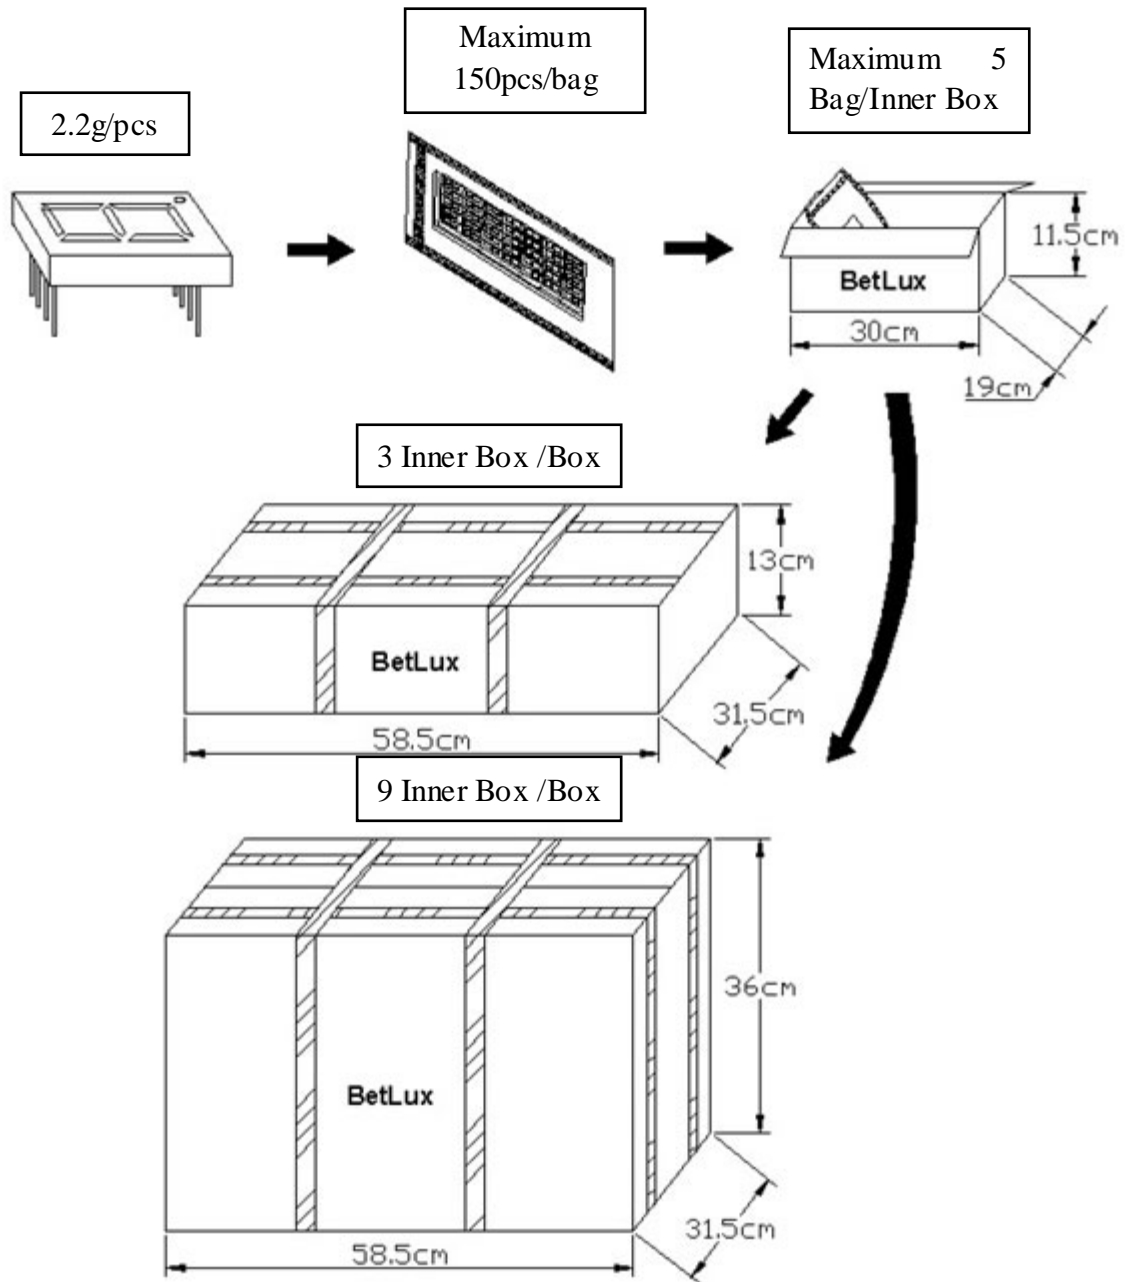 2.2g/pcs
Maximum
150pcs/bag
Maximum 5
Bag/Inner Box
BetLux
11.5cm
30cm
19cm
3 Inner Box /Box
BetLux
13cm
31.5cm
58.5cm
9 Inner Box /Box
BetLux
36cm
31.5cm
58.5cm